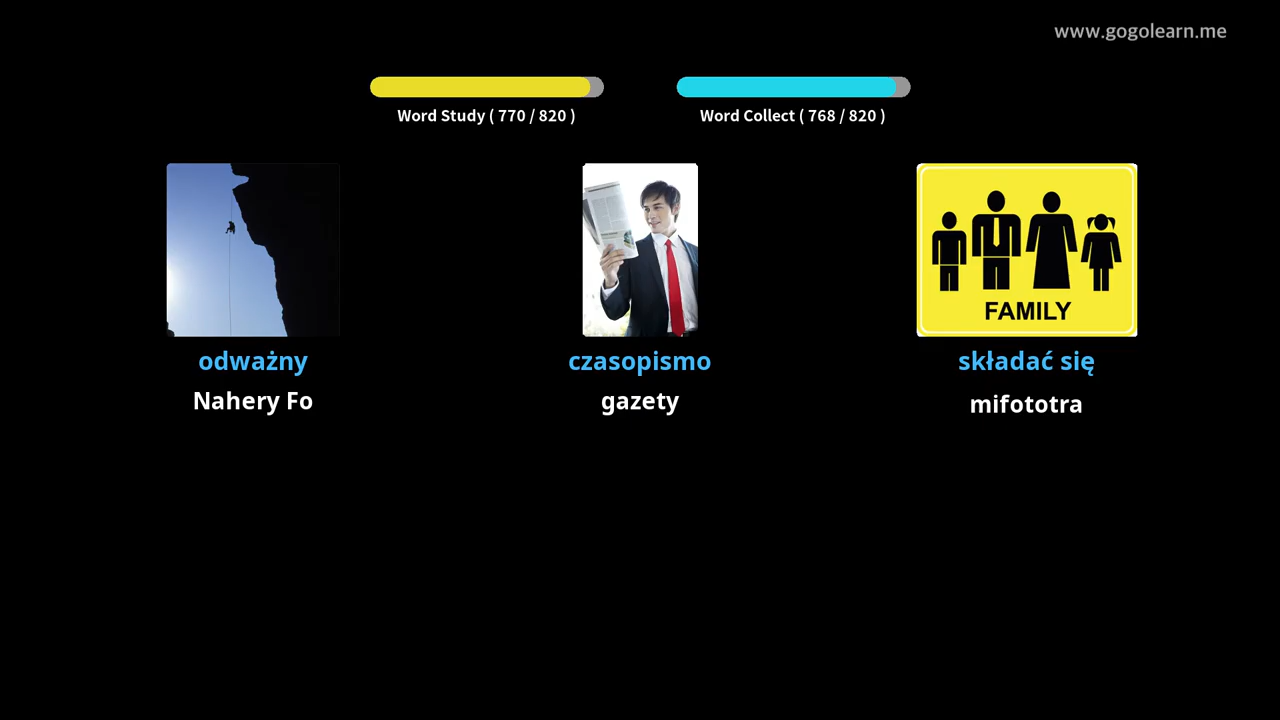 www.gogolearn.me
Word Study ( 770 / 820 )
Word Collect ( 768 / 820 )
FAMILY
odważny
czasopismo
składać się
Nahery Fo
gazety
mifototra